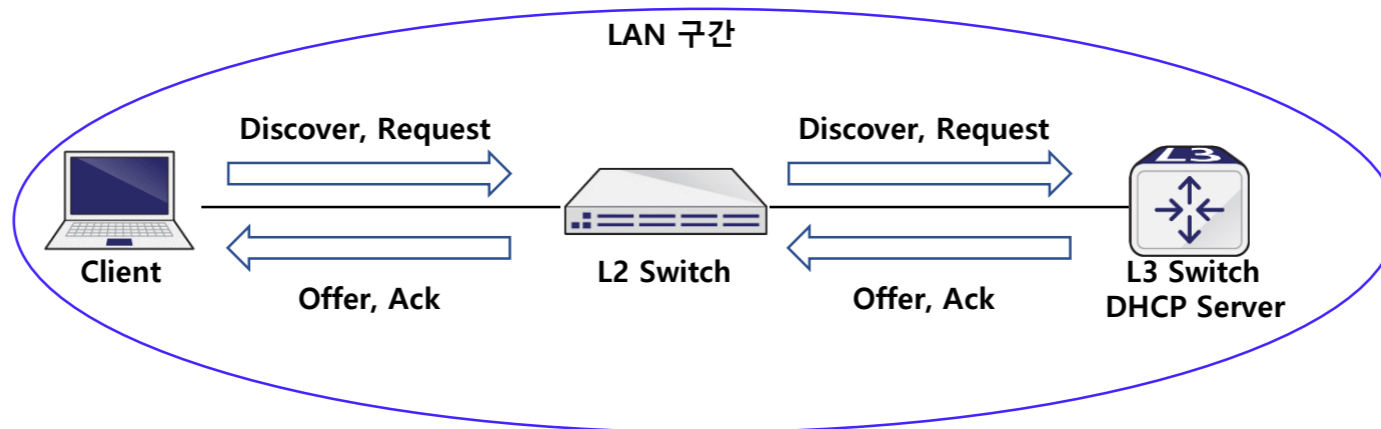 LAN 구간
Discover, Request
Discover, Request
L3
Client
Offer, Ack
L2 Switch
Offer, Ack
L3 Switch
DHCP Server